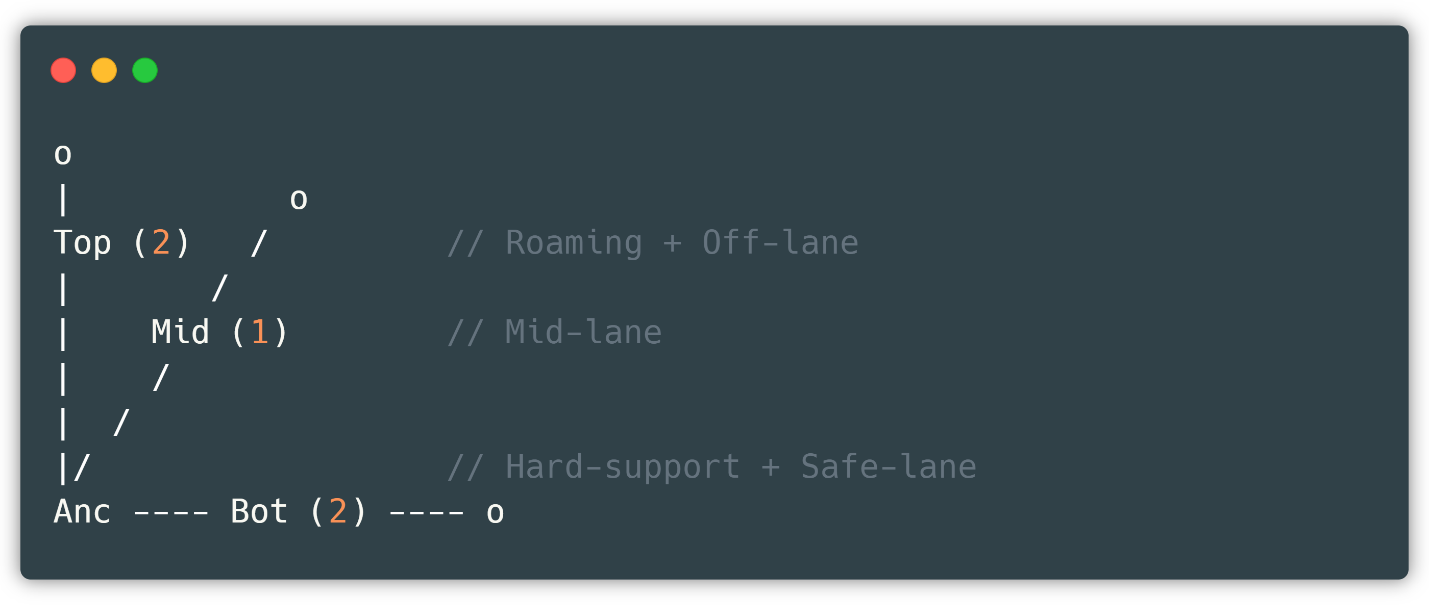 o
|           o
Top (2)   /         // Roaming + Off-lane
|       /
|    Mid (1)        // Mid-lane
|    /
|  /
|/                  // Hard-support + Safe-lane
Anc ---- Bot (2) ---- o